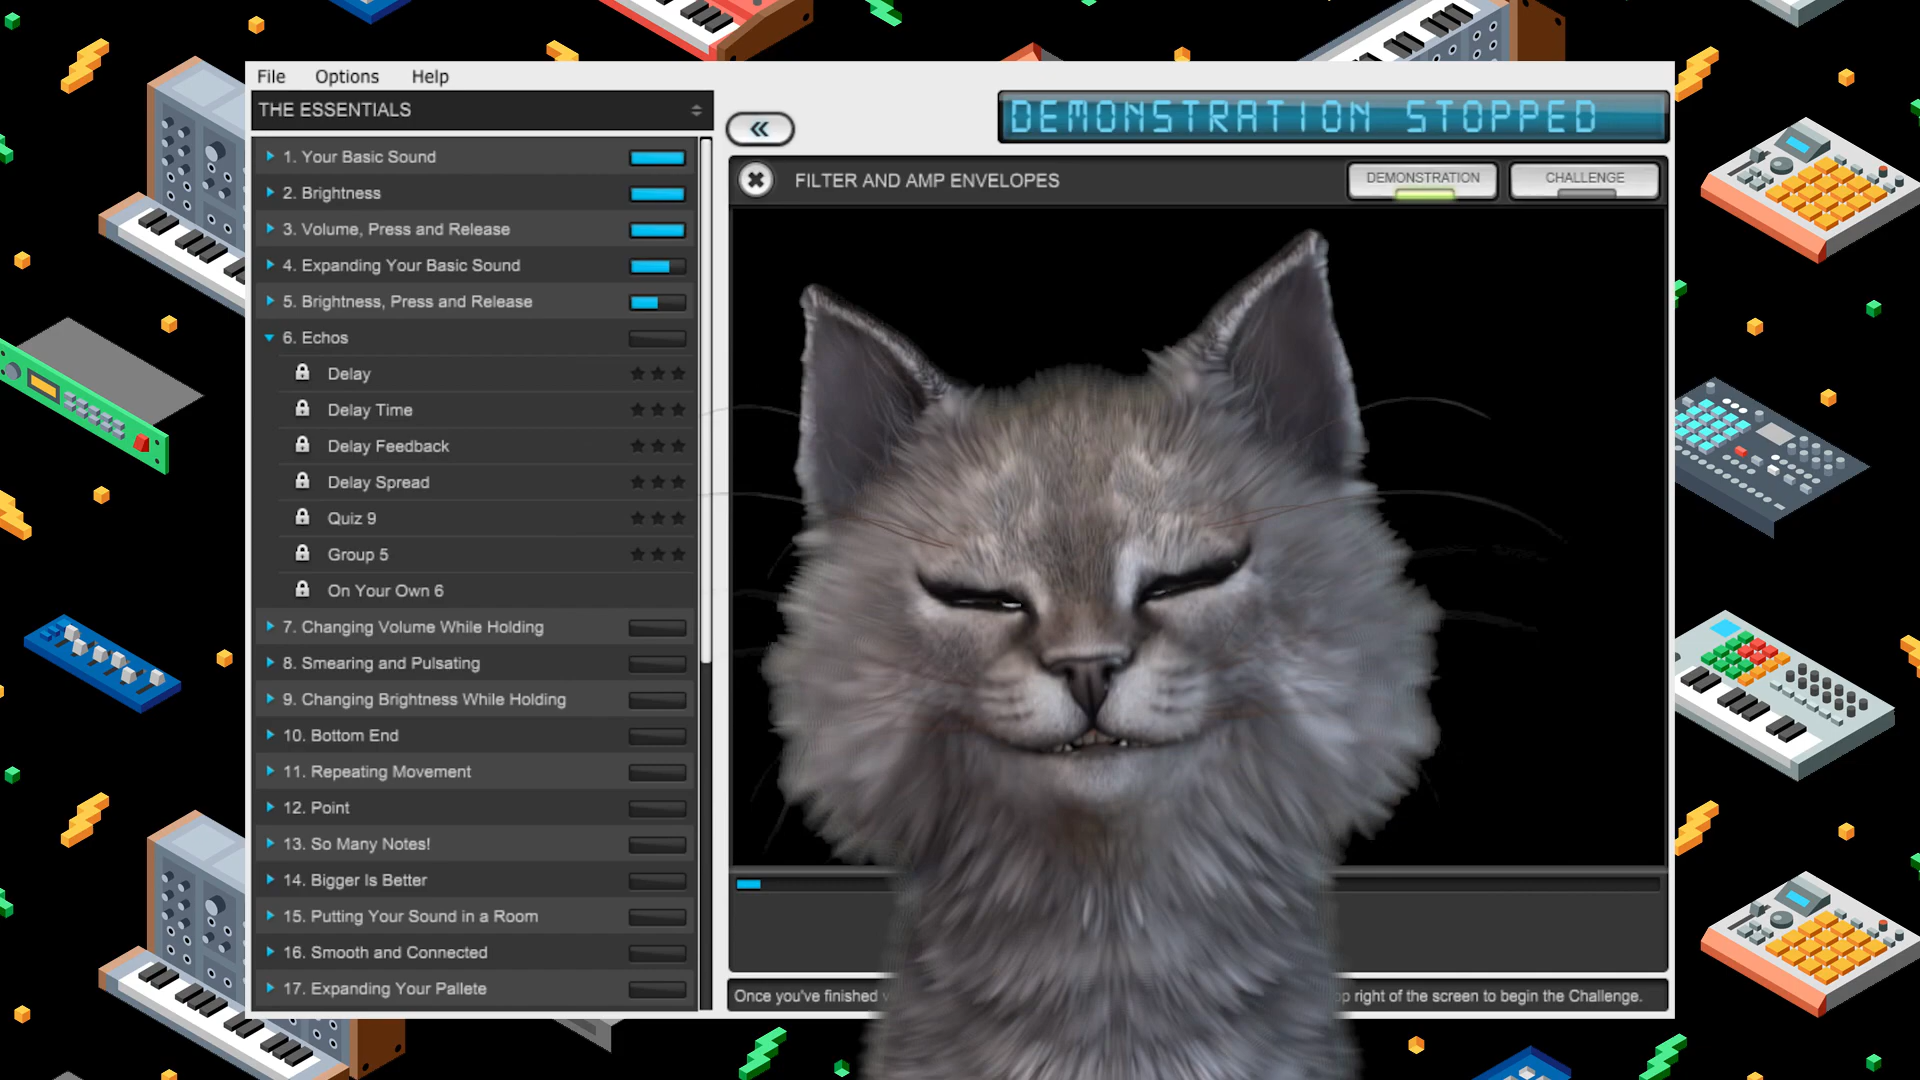 File Options Help
THE ESSENTIALS
1. Your Basic Sound
2. Brightness
3. Volume, Press and Release
4. Expanding Your Basic Sound
5. Brightness, Press and Release
6. Echos
Delay
Delay Time
Delay Feedback
Delay Spread
Quiz 9
Group 5
On Your Own 6
7. Changing Volume While Holding
8. Smearing and Pulsating
9. Changing Brightness While Holding
10. Bottom End
11. Repeating Movement
12. Point
13. So Many Notes!
14. Bigger Is Better
15. Putting Your Sound in a Room
16. Smooth and Connected
17. Expanding Your Pallete
DEMONSTRATION STOPPED
FILTER AND AMP ENVELOPES
DEMONSTRATION
CHALLENGE
Once you've finished
right of the screen to begin the Challenge.